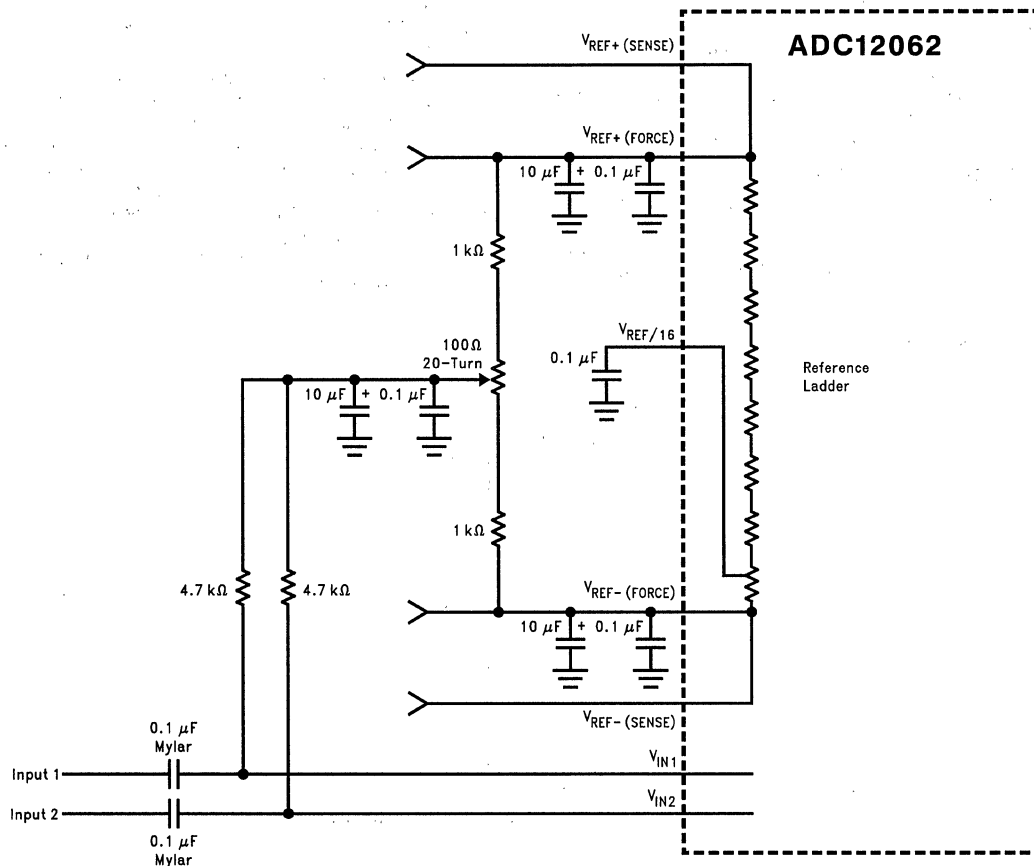 ADC12062
VREF+ (SENSE)
VREF+ (FORCE)
10 µF + 0.1 µF
1 kΩ
VREF/16
0.1 µF
100Ω
20-Turn
10 µF + 0.1 µF
Reference
Ladder
1 kΩ
4.7 kΩ
4.7 kΩ
VREF- (FORCE)
10 µF + 0.1 µF
VREF- (SENSE)
0.1 µF
Mylar
Input 1
VIN1
Input 2
VIN2
0.1 µF
Mylar